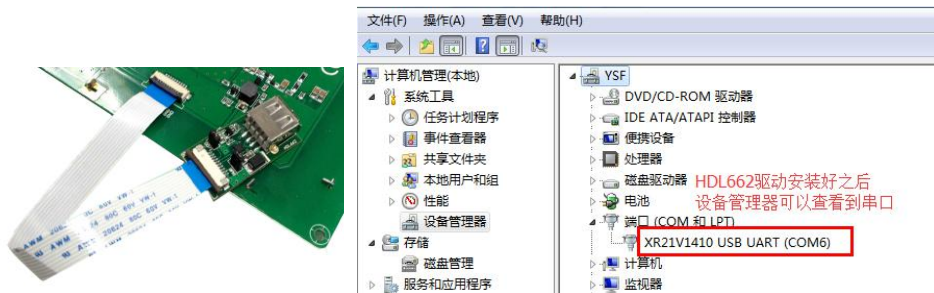 文件(F) 操作(A) 查看(V) 帮助(H)
计算机管理(本地)
系统工具
任务计划程序
事件查看器
共享文件夹
本地用户和组
性能
设备管理器
存储
磁盘管理
服务和应用程序
YSF
DVD/CD-ROM 驱动器
IDE ATA/ATAPI 控制器
便携设备
处理器
磁盘驱动器
HDL662驱动安装好之后
设备管理器可以查看到串口
电池
端口 (COM 和 LPT)
XR21V1410 USB UART (COM6)
计算机
监视器
AWM 20624 80C 60V VW-1